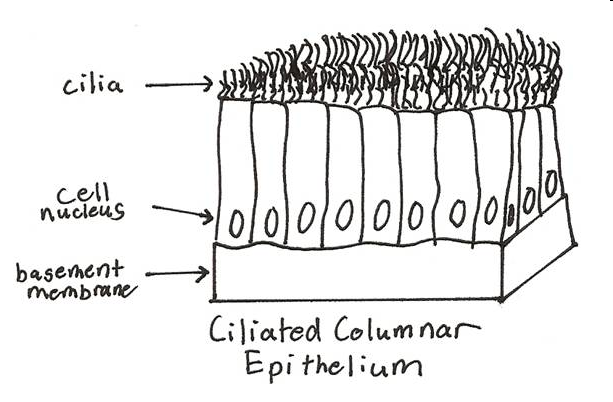 cilia
cell
nucleus
basement
membrane
Ciliated Columnar
Epithelium